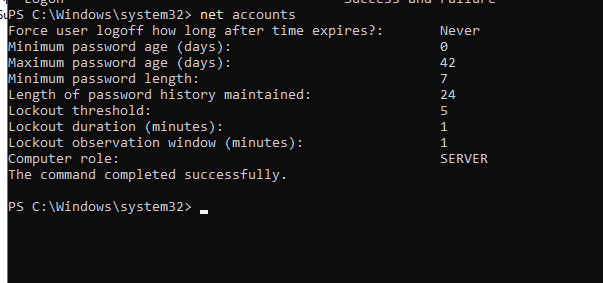 Logon                    Success and Failure
PS C:\Windows\system32> net accounts
Force user logoff how long after time expires?:       Never
Minimum password age (days):                          0
Maximum password age (days):                          42
Minimum password length:                              7
Length of password history maintained:                24
Lockout threshold:                                    5
Lockout duration (minutes):                           1
Lockout observation window (minutes):                 1
Computer role:                                        SERVER
The command completed successfully.
PS C:\Windows\system32>